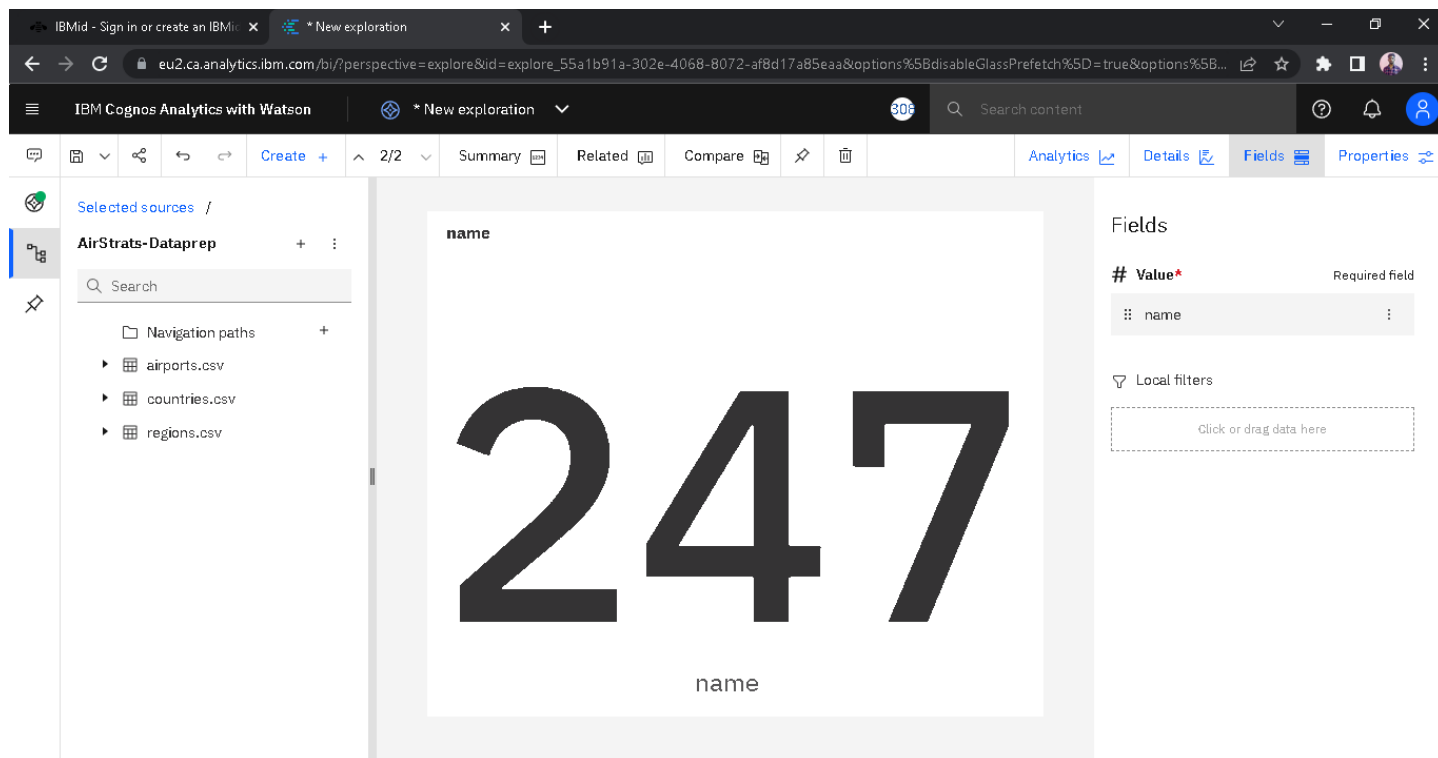 IBMid - Sign in or create an IBMid
* New exploration
eu2.ca.analytics.ibm.com/bi/?perspective=explore&id=explore_55a1b91a-302e-4068-8072-af8d17a85eaa&options%5BdisableGlassPrefetch%5D=true&options%5B...
IBM Cognos Analytics with Watson
* New exploration
308
Search content
2/2
Create +
Summary
Related
Compare
Analytics
Details
Fields
Properties
Selected sources /
AirStrats-Dataprep
Search
Navigation paths
airports.csv
countries.csv
regions.csv
name
247
name
Fields
# Value*
Required field
name
Local filters
Click or drag data here